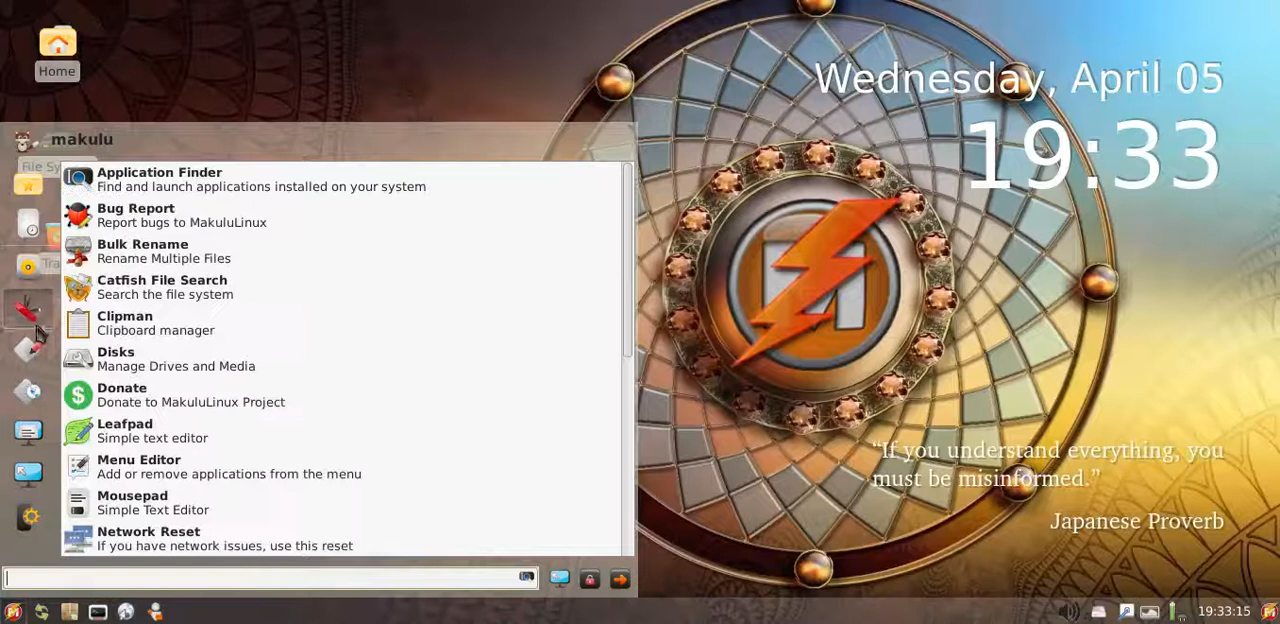 Home
Wednesday, April 05
19:33
makulu
File Sy
Application Finder
Find and launch applications installed on your system
Bug Report
Report bugs to MakuluLinux
Bulk Rename
Rename Multiple Files
Tra
Catfish File Search
Search the file system
Clipman
Clipboard manager
Disks
Manage Drives and Media
Donate
Donate to MakuluLinux Project
Leafpad
Simple text editor
Menu Editor
Add or remove applications from the menu
Mousepad
Simple Text Editor
Network Reset
If you have network issues, use this reset
“If you understand everything, you
must be misinformed.”
Japanese Proverb
19:33:15